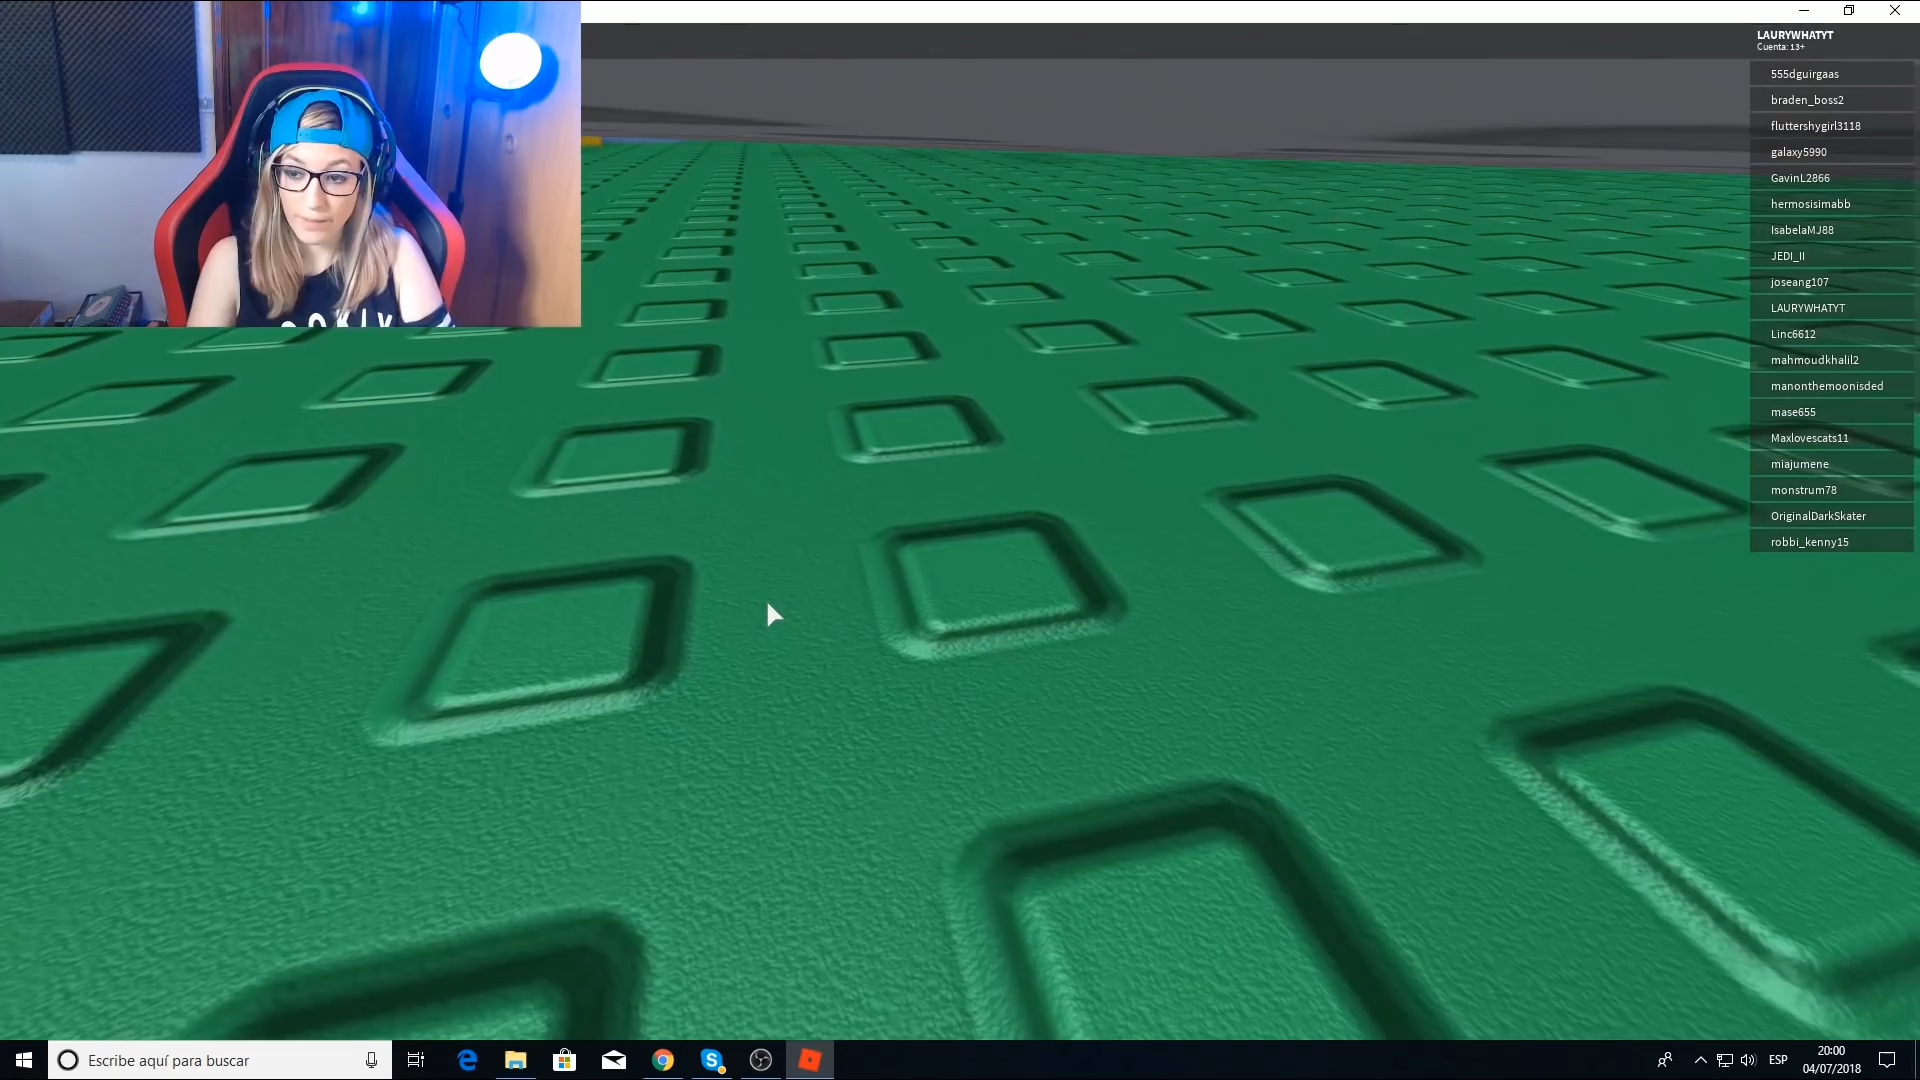 LAURYWHATYT
Cuenta: 13+
555dguirgaas
braden_boss2
fluttershygirl3118
galaxy5990
GavinL2866
hermosisimabb
IsabelaMJ88
JEDI_II
joseang107
LAURYWHATYT
Linc6612
mahmoudkhalil2
manonthemoonisded
mase655
Maxlovescats11
miajumene
monstrum78
OriginalDarkSkater
robbi_kenny15
Escribe aquí para buscar
ESP
20:00
04/07/2018